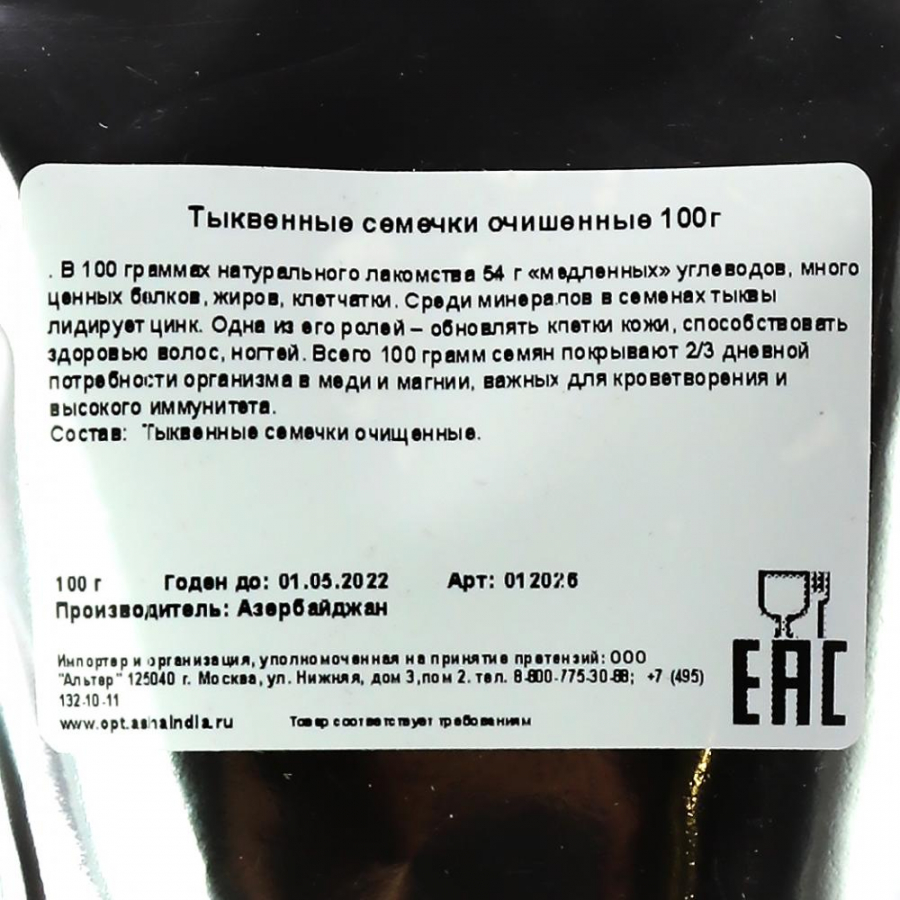 Тыквенные семечки очишенные 100г
. В 100 граммах натурального лакомства 54 г «медленных» углеводов, много
ценных белков, жиров, клетчатки. Среди минералов в семенах тыквы
лидирует цинк. Одна из его ролей – обновлять клетки кожи, способствовать
здоровью волос, ногтей. Всего 100 грамм семян покрывают 2/3 дневной
потребности организма в меди и магнии, важных для кроветворения и
высокого иммунитета.
Состав: Тыквенные семечки очищенные.
100 г Годен до: 01.05.2022 Арт: 012026
Производитель: Азербайджан
Импортер и организация, уполномоченная на принятие претензий: ООО
"Альтер" 125040 г. Москва, ул. Нижняя, дом 3,пом 2. тел. 8-800-775-30-88; +7 (495)
132-10-11
www.opt.ashaindia.ru Товар соответствует требованиям
EAC